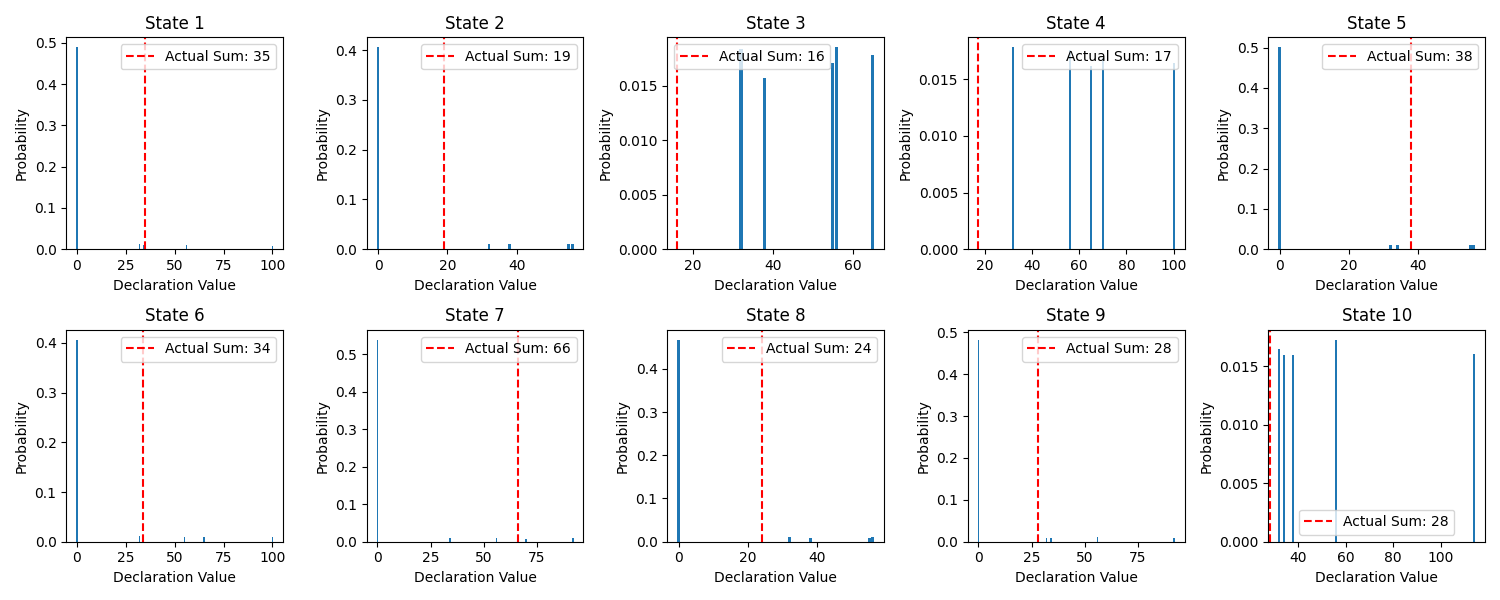 State 1
State 2
State 3
State 4
State 5
Actual Sum: 35
Actual Sum: 19
Actual Sum: 16
Actual Sum: 17
Actual Sum: 38
Probability
0.5
0.4
0.3
0.2
0.1
0.0
0 25 50 75 100
Declaration Value
Probability
0.4
0.3
0.2
0.1
0.0
0 20 40
Declaration Value
Probability
0.015
0.010
0.005
0.000
20 40 60
Declaration Value
Probability
0.015
0.010
0.005
0.000
20 40 60 80 100
Declaration Value
Probability
0.5
0.4
0.3
0.2
0.1
0.0
0 20 40
Declaration Value
State 6
State 7
State 8
State 9
State 10
Actual Sum: 34
Actual Sum: 66
Actual Sum: 24
Actual Sum: 28
Actual Sum: 28
Probability
0.4
0.3
0.2
0.1
0.0
0 25 50 75 100
Declaration Value
Probability
0.5
0.4
0.3
0.2
0.1
0.0
0 25 50 75
Declaration Value
Probability
0.4
0.3
0.2
0.1
0.0
0 20 40
Declaration Value
Probability
0.5
0.4
0.3
0.2
0.1
0.0
0 25 50 75
Declaration Value
Probability
0.015
0.010
0.005
0.000
40 60 80 100
Declaration Value